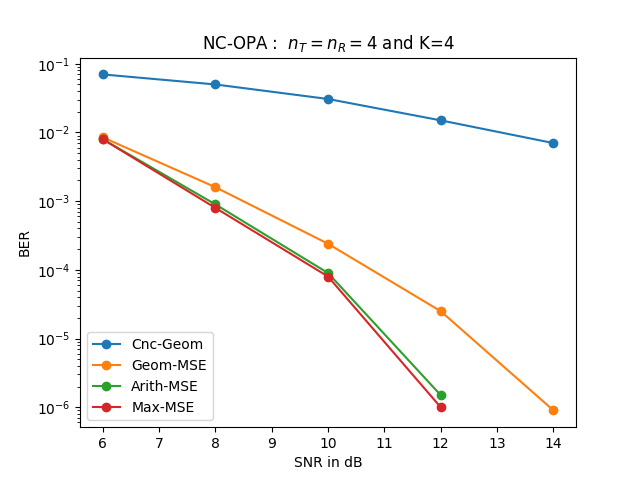 NC-OPA : $n_T = n_R = 4$ and K=4
BER
10⁻¹
10⁻²
10⁻³
10⁻⁴
10⁻⁵
10⁻⁶
Cnc-Geom
Geom-MSE
Arith-MSE
Max-MSE
6 7 8 9 10 11 12 13 14
SNR in dB